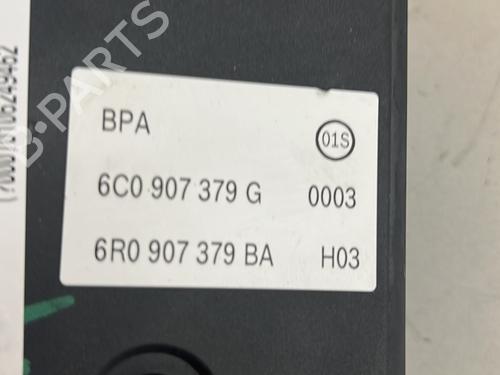 BPA 01S
6C0 907 379 G 0003
6R0 907 379 BA H03
B-PARTS